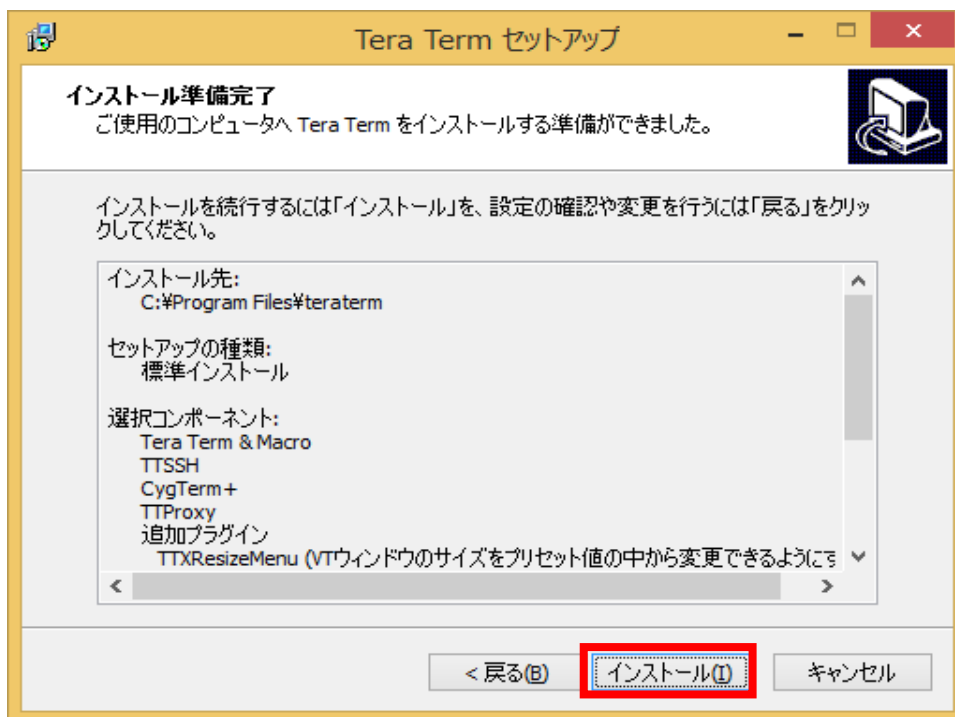 Tera Term セットアップ
インストール準備完了
ご使用のコンピュータへ Tera Term をインストールする準備ができました。
インストールを続行するには「インストール」を、設定の確認や変更を行うには「戻る」をクリッ
クしてください。
インストール先:
C:¥Program Files¥teraterm
セットアップの種類:
標準インストール
選択コンポーネント:
Tera Term & Macro
TTSSH
CygTerm+
TTProxy
追加プラグイン
TTXResizeMenu (VTウィンドウのサイズをプリセット値の中から変更できるようにす
< 戻る(B)
インストール(I)
キャンセル